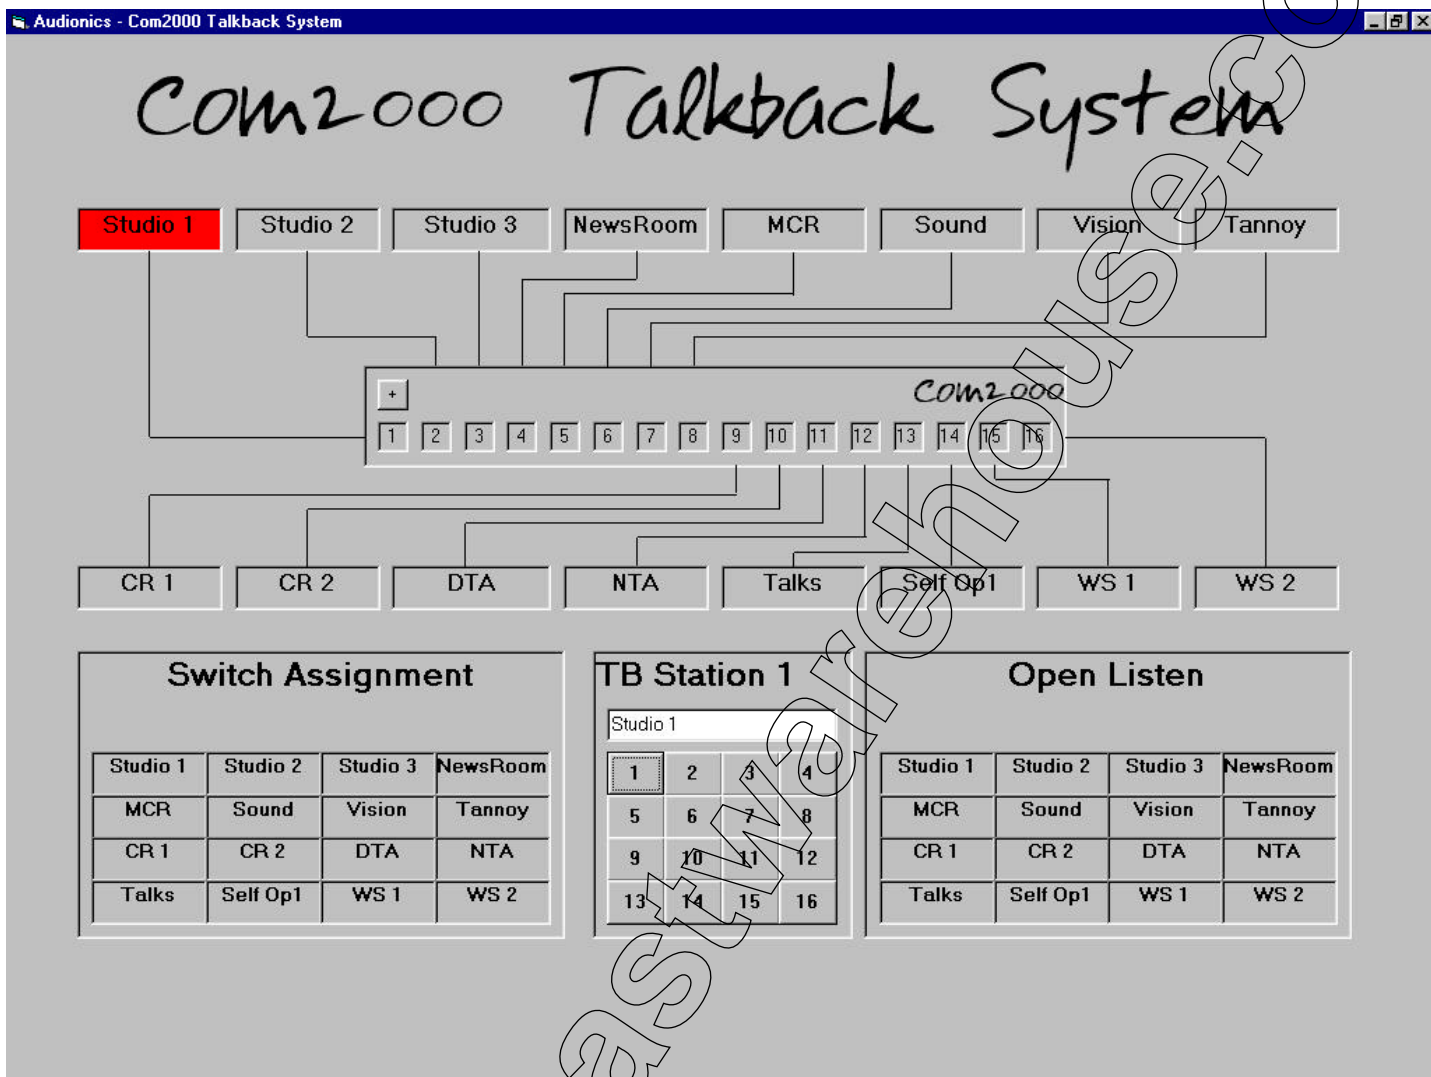 Audionics - Com2000 Talkback System
Com2000 Talkback System
Studio 1 Studio 2 Studio 3 NewsRoom MCR Sound Vision Tannoy
+ Com2000
1 2 3 4 5 6 7 8 9 10 11 12 13 14 15 16
CR 1 CR 2 DTA NTA Talks Self Op1 WS 1 WS 2
Switch Assignment TB Station 1 Open Listen
Studio 1
Studio 1 Studio 2 Studio 3 NewsRoom 1 2 3 4 Studio 1 Studio 2 Studio 3 NewsRoom
MCR Sound Vision Tannoy 5 6 7 8 MCR Sound Vision Tannoy
CR 1 CR 2 DTA NTA 9 10 11 12 CR 1 CR 2 DTA NTA
Talks Self Op1 WS 1 WS 2 13 14 15 16 Talks Self Op1 WS 1 WS 2
astwarehouse.co